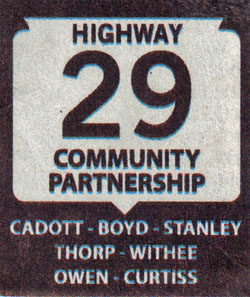 HIGHWAY
29
COMMUNITY
PARTNERSHIP
CADOTT - BOYD - STANLEY
THORP - WITHEE
OWEN - CURTISS